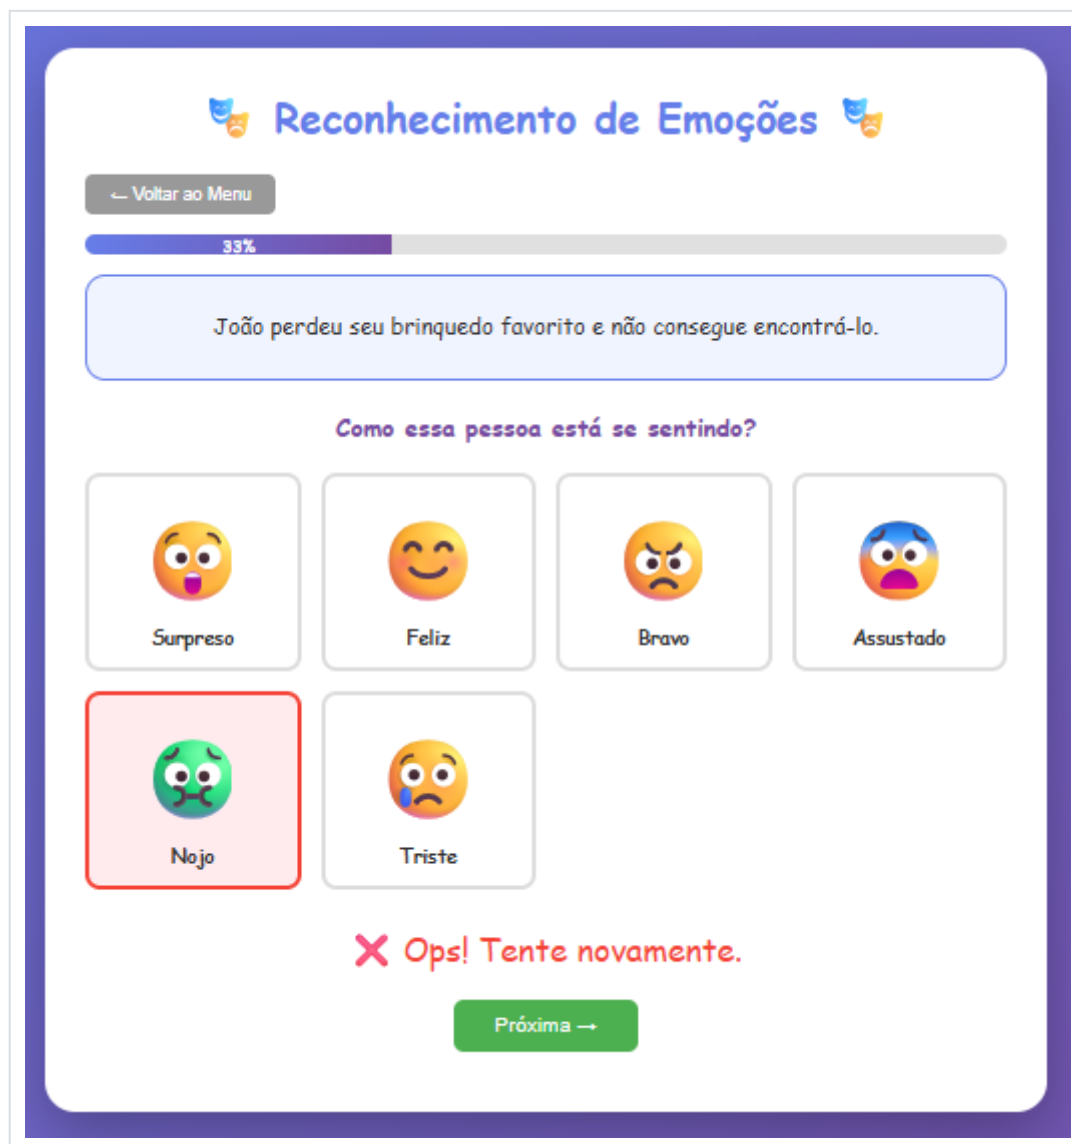 Reconhecimento de Emoções
← Voltar ao Menu
33%
João perdeu seu brinquedo favorito e não consegue encontrá-lo.
Como essa pessoa está se sentindo?
Surpreso
Feliz
Bravo
Assustado
Nojo
Triste
❌ Ops! Tente novamente.
Próxima →